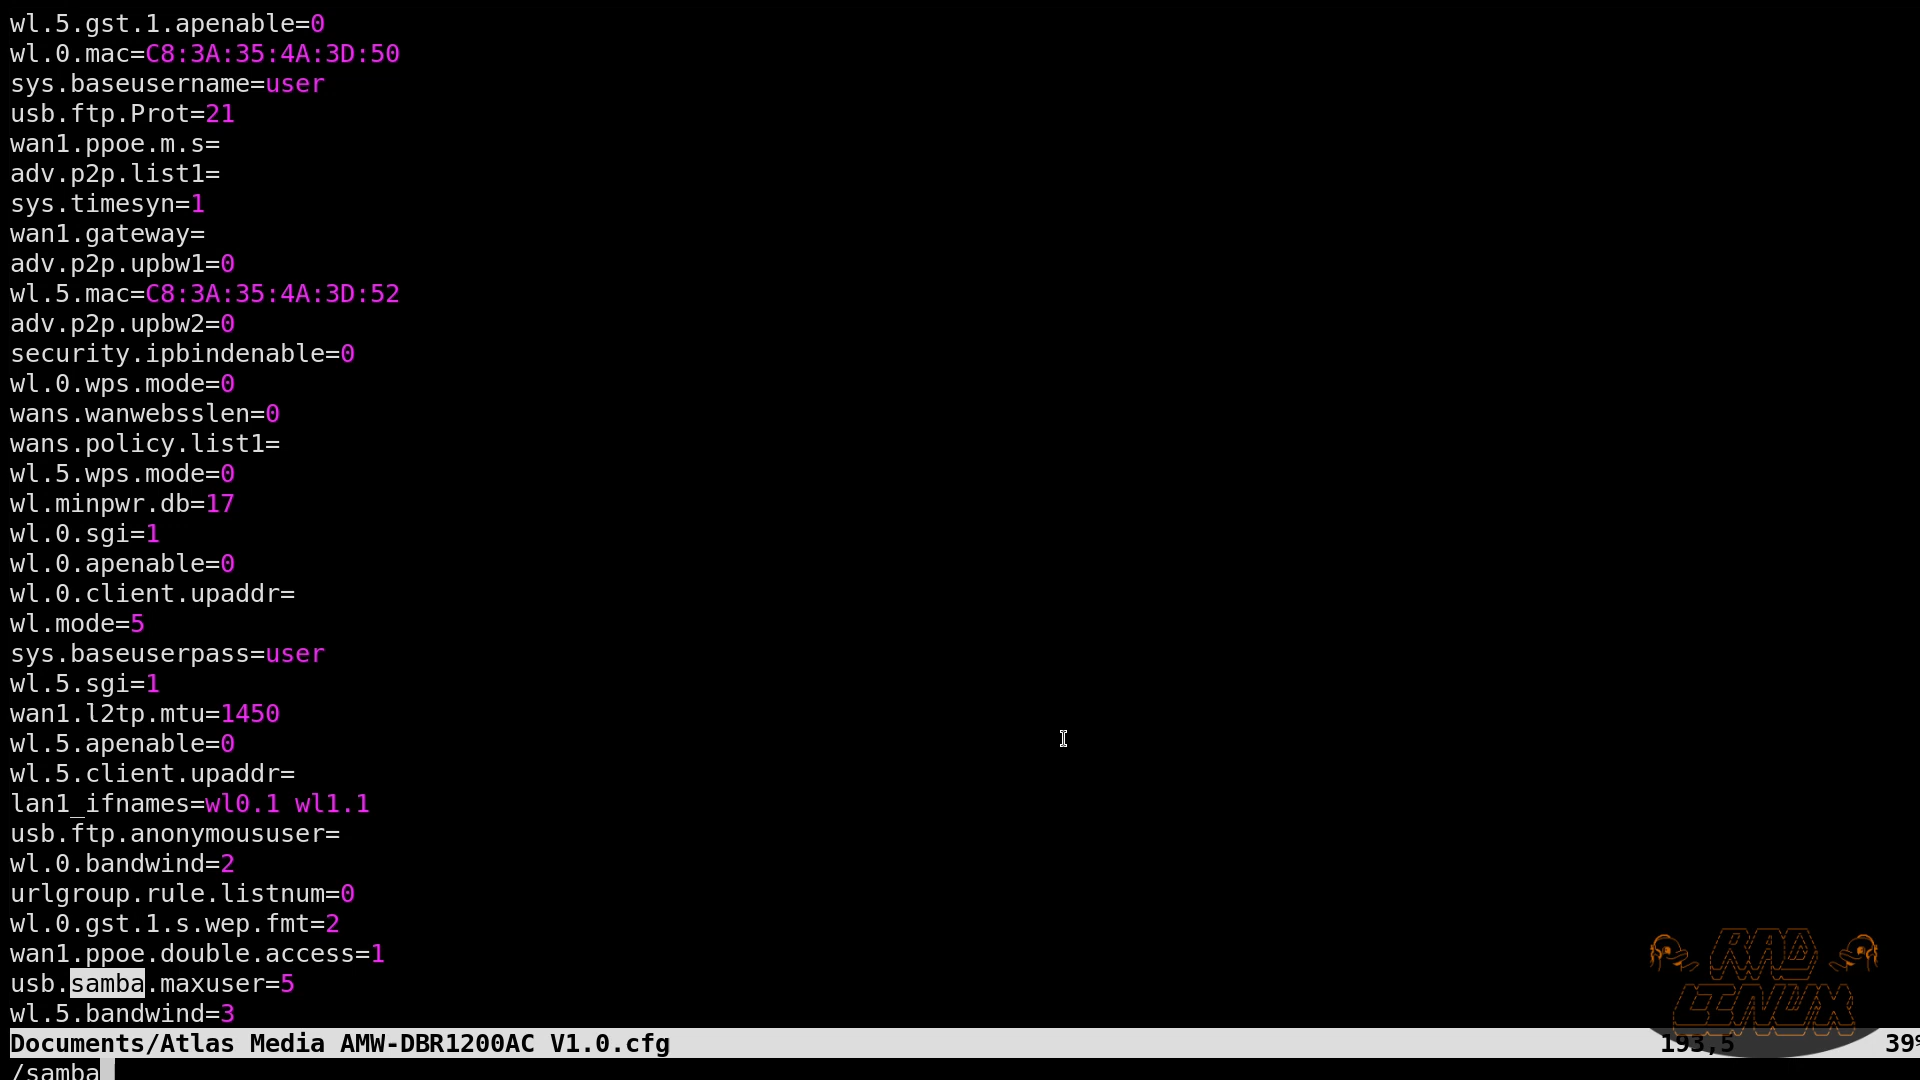 wl.5.gst.1.apenable=0
wl.0.mac=C8:3A:35:4A:3D:50
sys.baseusername=user
usb.ftp.Prot=21
wan1.ppoe.m.s=
adv.p2p.list1=
sys.timesyn=1
wan1.gateway=
adv.p2p.upbw1=0
wl.5.mac=C8:3A:35:4A:3D:52
adv.p2p.upbw2=0
security.ipbindenable=0
wl.0.wps.mode=0
wans.wanwebsslen=0
wans.policy.list1=
wl.5.wps.mode=0
wl.minpwr.db=17
wl.0.sgi=1
wl.0.apenable=0
wl.0.client.upaddr=
wl.mode=5
sys.baseuserpass=user
wl.5.sgi=1
wan1.l2tp.mtu=1450
wl.5.apenable=0
wl.5.client.upaddr=
lan1_ifnames=wl0.1 wl1.1
usb.ftp.anonymoususer=
wl.0.bandwind=2
urlgroup.rule.listnum=0
wl.0.gst.1.s.wep.fmt=2
wan1.ppoe.double.access=1
usb.samba.maxuser=5
wl.5.bandwind=3
RAD
LINUX
Documents/Atlas Media AMW-DBR1200AC V1.0.cfg 193,5 39%
/samba